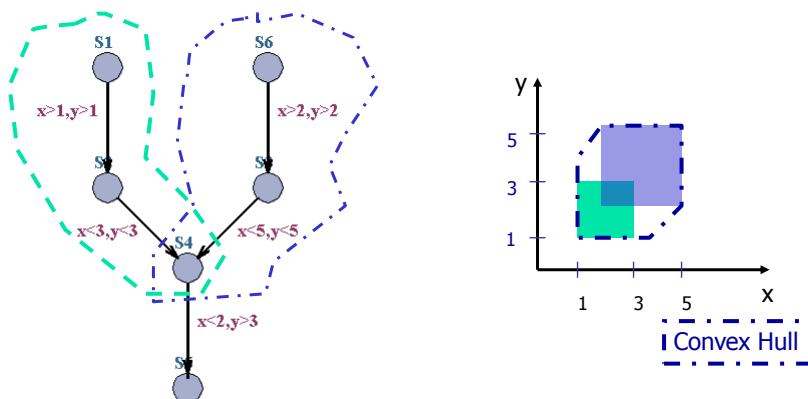 S1
S6
x>1,y>1
x>2,y>2
x<3,y<3
x<5,y<5
S4
x<2,y>3
y
5
3
1
1
3
5
x
Convex Hull